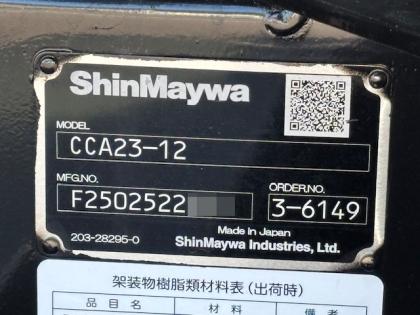 ShinMaywa
MODEL
CCA23-12
MFG.NO.
F2502522
ORDER.NO.
3-6149
Made in Japan
203-28295-0
ShinMaywa Industries, Ltd.
架装物樹脂類材料表(出荷時)
品 目 名 材 料 備 考